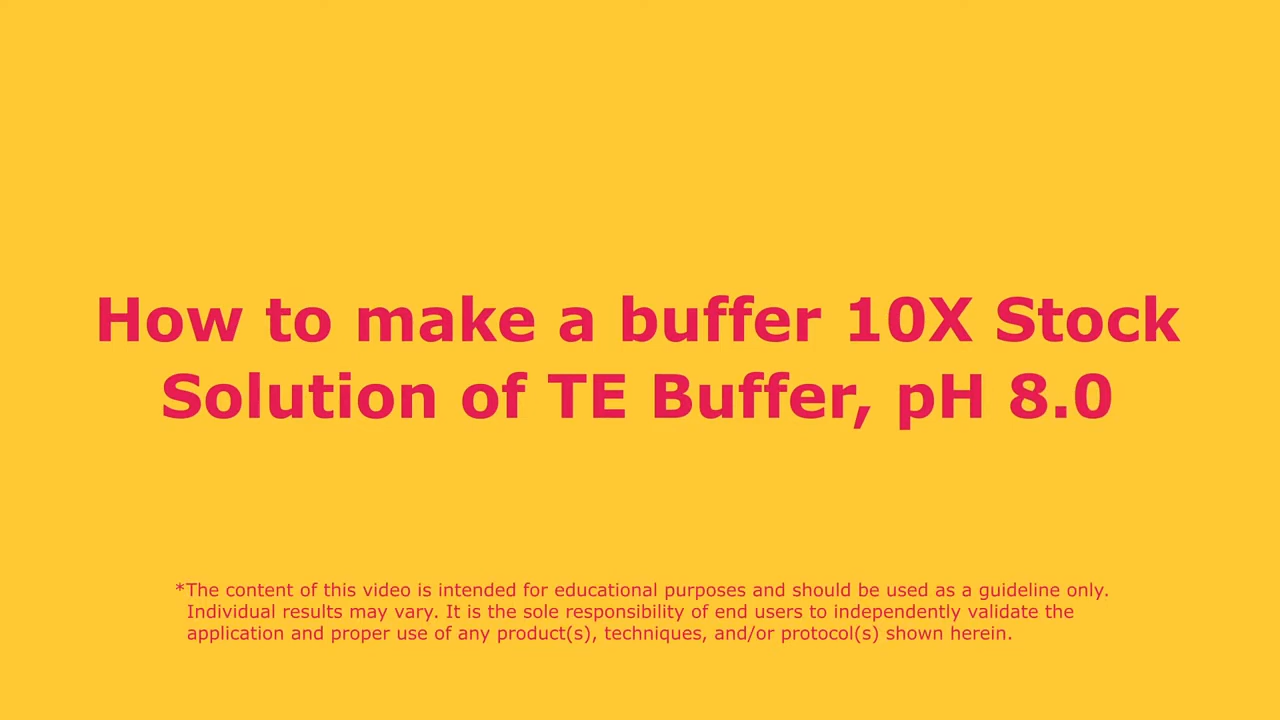 How to make a buffer 10X Stock
Solution of TE Buffer, pH 8.0
*The content of this video is intended for educational purposes and should be used as a guideline only.
Individual results may vary. It is the sole responsibility of end users to independently validate the
application and proper use of any product(s), techniques, and/or protocol(s) shown herein.